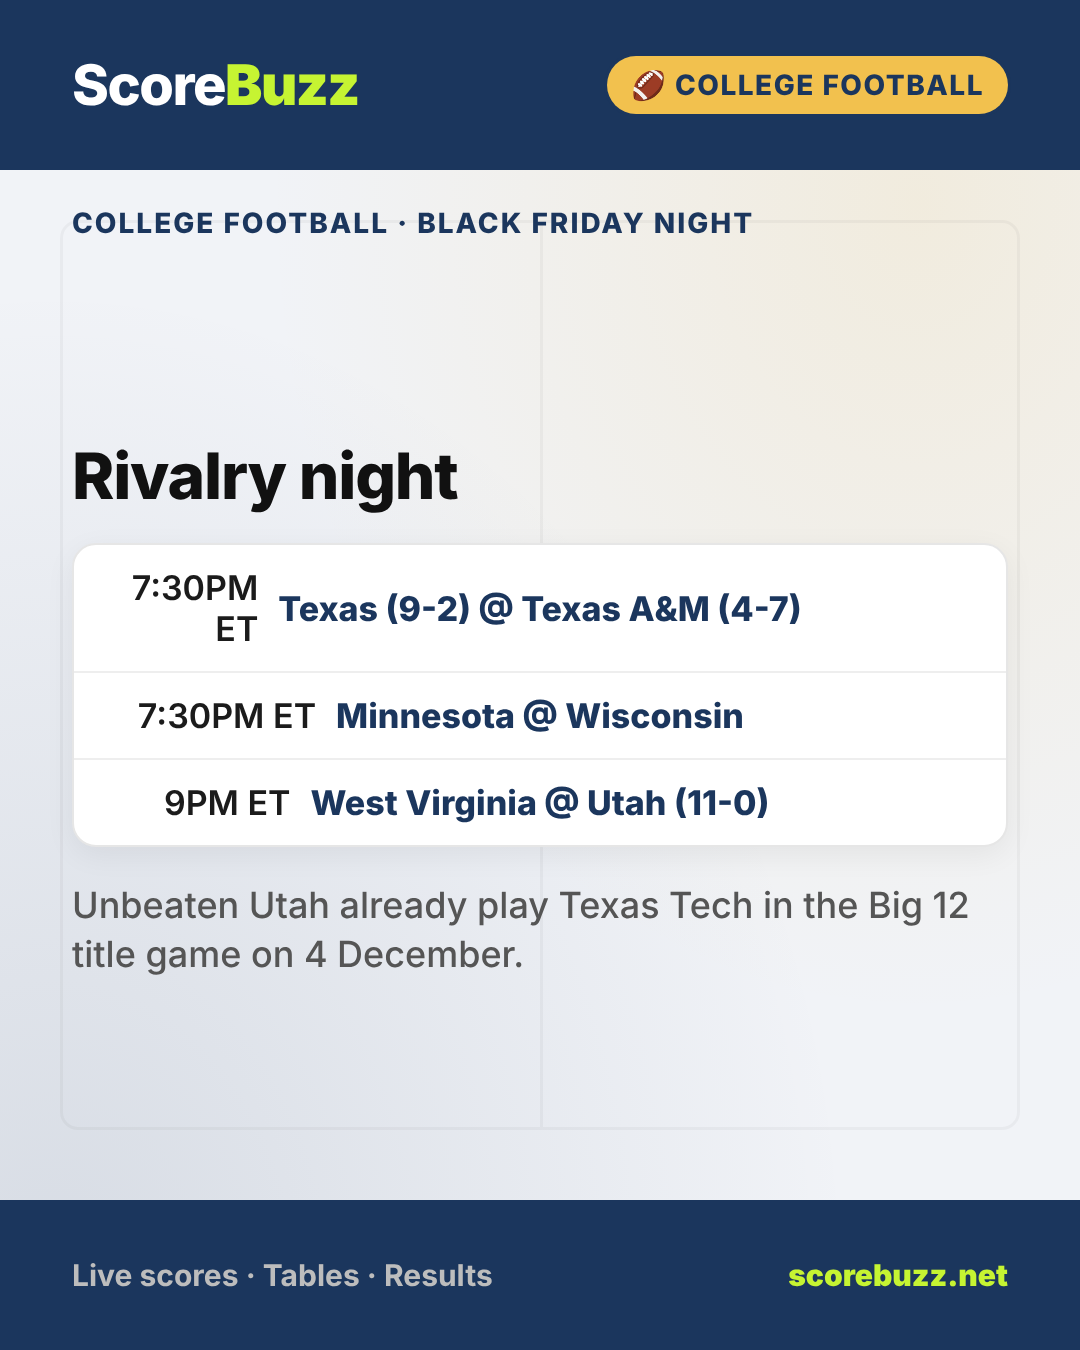 ScoreBuzz
🏈 COLLEGE FOOTBALL
COLLEGE FOOTBALL · BLACK FRIDAY NIGHT
Rivalry night
7:30PM ET Texas (9-2) @ Texas A&M (4-7)
7:30PM ET Minnesota @ Wisconsin
9PM ET West Virginia @ Utah (11-0)
Unbeaten Utah already play Texas Tech in the Big 12
title game on 4 December.
Live scores · Tables · Results
scorebuzz.net